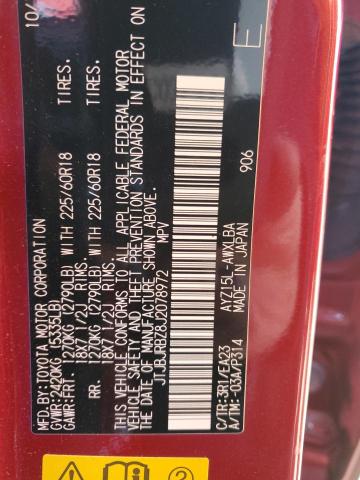 10/
MF'D. BY:TOYOTA MOTOR CORPORATION
GVWR:2420KG (5335LB)
GAWR:FRT. 1270KG (2790LB) WITH 225/60R18 TIRES.
18X7 1/2J RIMS
RR. 1270KG (2790LB) WITH 225/60R18 TIRES.
18X7 1/2J RIMS
THIS VEHICLE CONFORMS TO ALL APPLICABLE FEDERAL MOTOR
VEHICLE SAFETY AND THEFT PREVENTION STANDARDS IN EFFECT ON
THE DATE OF MANUFACTURE SHOWN ABOVE.
JTJBJRBZ8J2078972 MPV
C/TR:3R1/EA23 AYZ15L-AWXLBA
A/TM:-03A/P314 MADE IN JAPAN
906
E